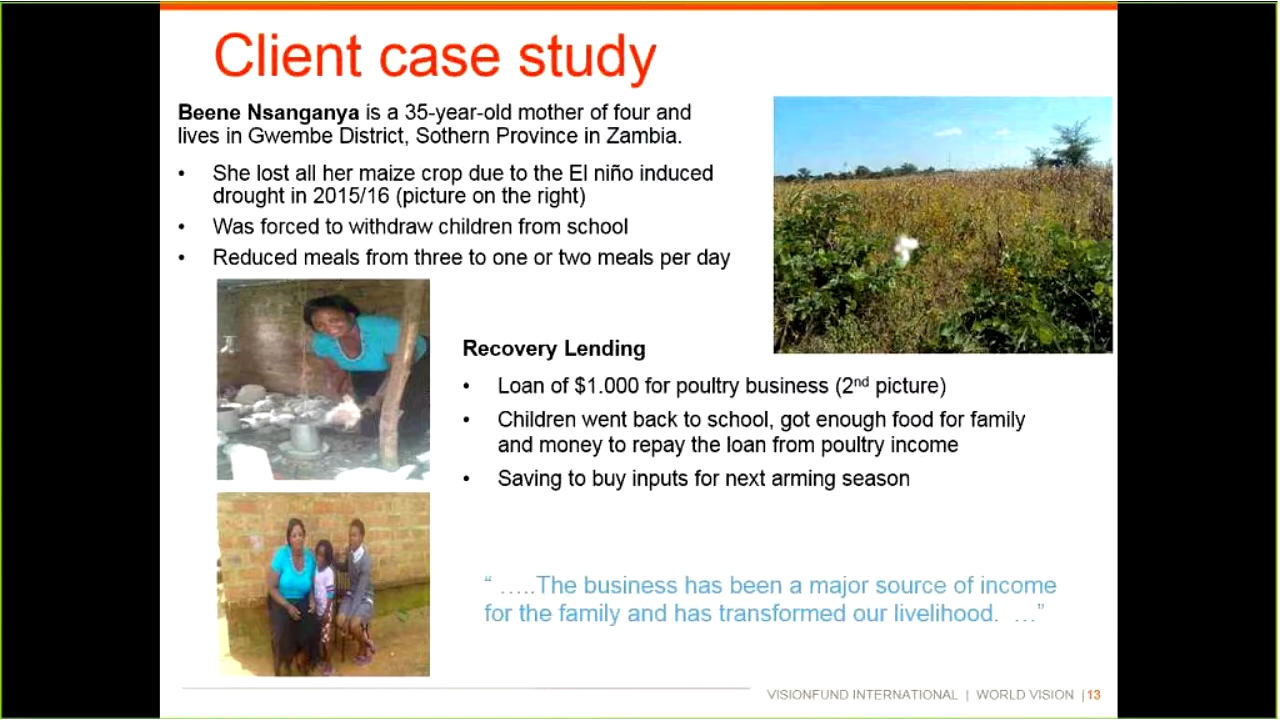 Client case study
Beene Nsanganya is a 35-year-old mother of four and
lives in Gwembe District, Sothern Province in Zambia.
• She lost all her maize crop due to the El niño induced
drought in 2015/16 (picture on the right)
• Was forced to withdraw children from school
• Reduced meals from three to one or two meals per day
Recovery Lending
• Loan of $1.000 for poultry business (2nd picture)
• Children went back to school, got enough food for family
and money to repay the loan from poultry income
• Saving to buy inputs for next arming season
“ …..The business has been a major source of income
for the family and has transformed our livelihood. …”
VISIONFUND INTERNATIONAL | WORLD VISION |13